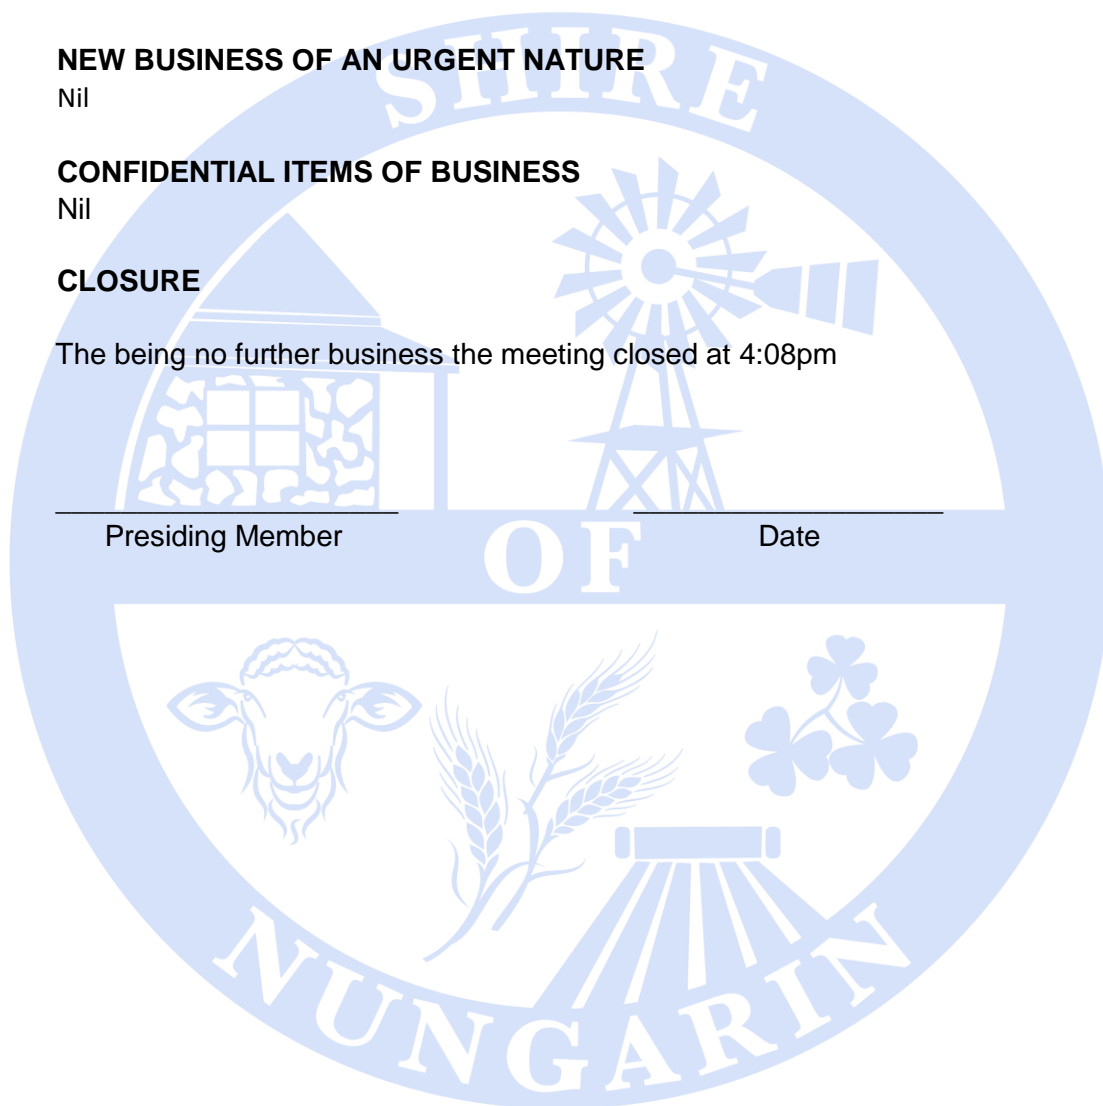 SHIRE
NEW BUSINESS OF AN URGENT NATURE
Nil
CONFIDENTIAL ITEMS OF BUSINESS
Nil
CLOSURE
The being no further business the meeting closed at 4:08pm
Presiding Member Date
OF
NUNGARIN